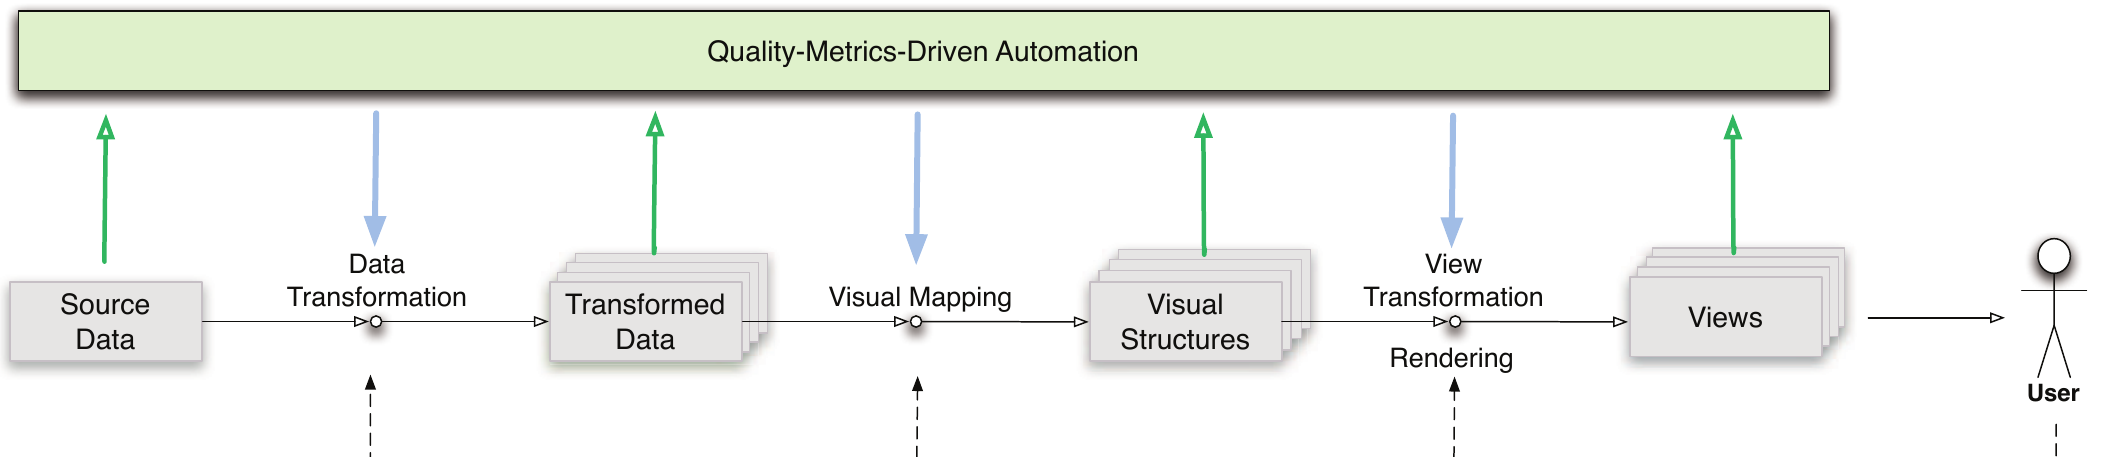 Quality-Metrics-Driven Automation
Data
Transformation
View
Transformation
Visual Mapping
Source
Data
Transformed
Data
Visual
Structures
Views
Rendering
User